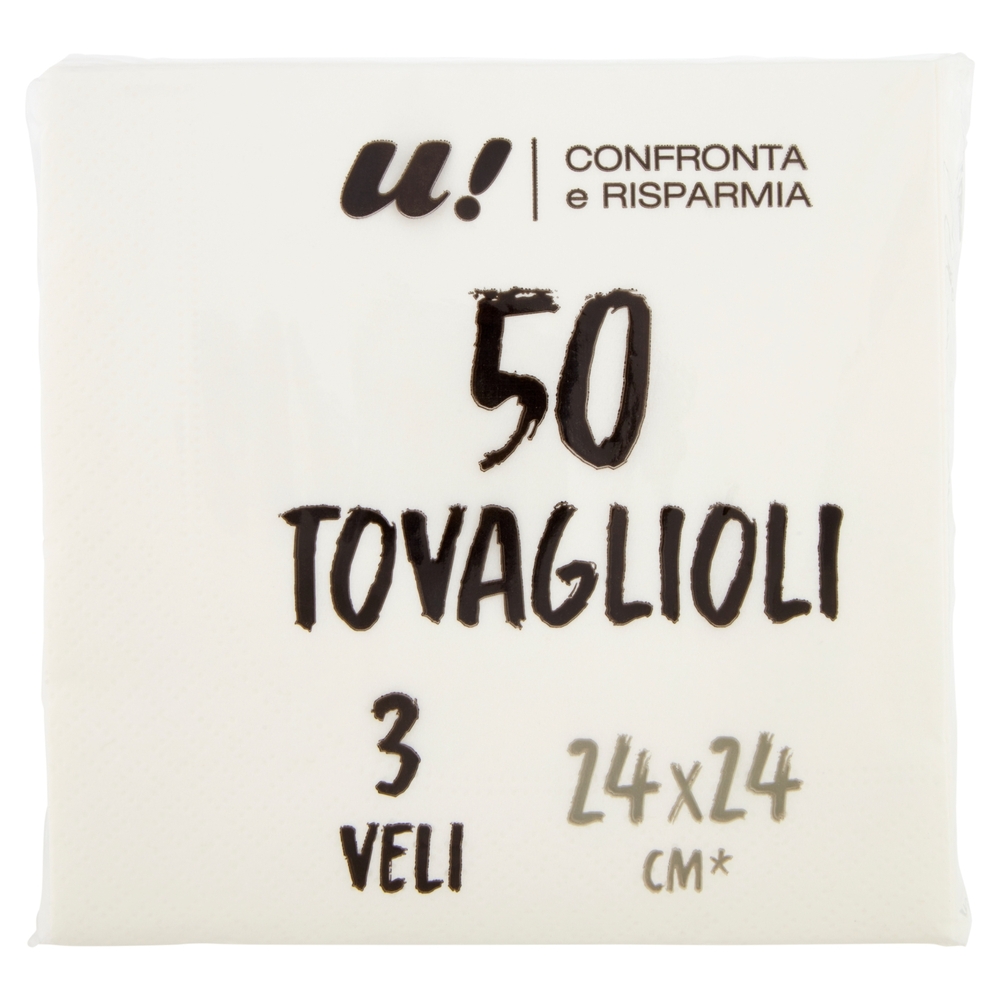 u! CONFRONTA
e RISPARMIA
50
TOVAGLIOLI
3
VELI
24x24
CM*